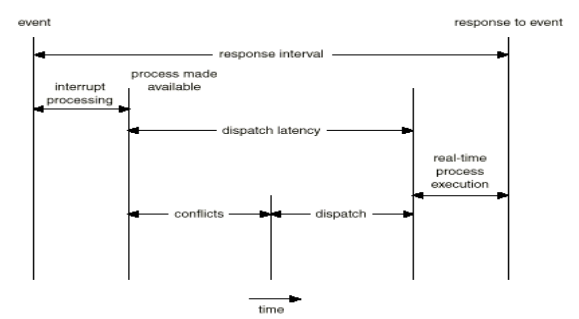 event
response to event
response interval
process made
available
interrupt
processing
dispatch latency
real-time
process
execution
conflicts
dispatch
time